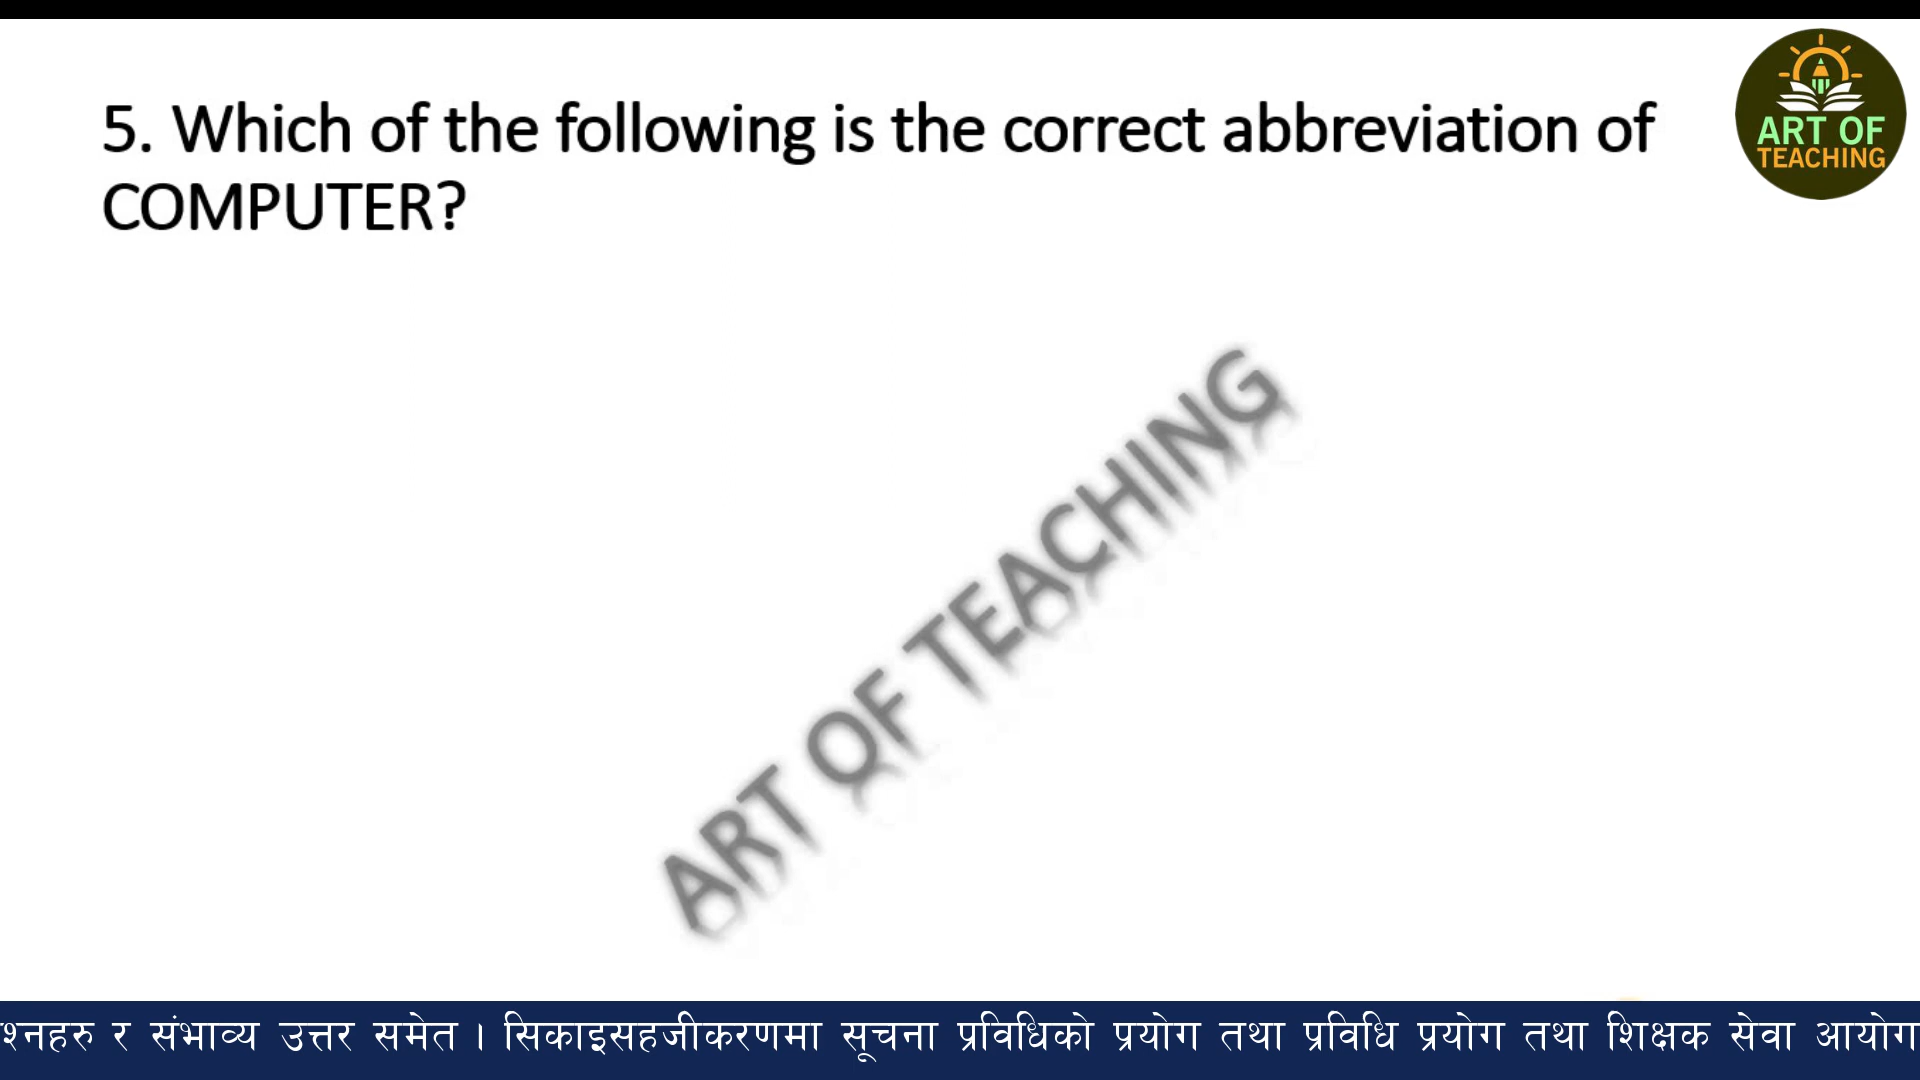 5. Which of the following is the correct abbreviation of
COMPUTER?
ART OF
TEACHING
ART OF TEACHING
श्नहरु र संभाव्य उत्तर समेत । सिकाइसहजीकरणमा सूचना प्रविधिको प्रयोग तथा प्रविधि प्रयोग तथा शिक्षक सेवा आयोग